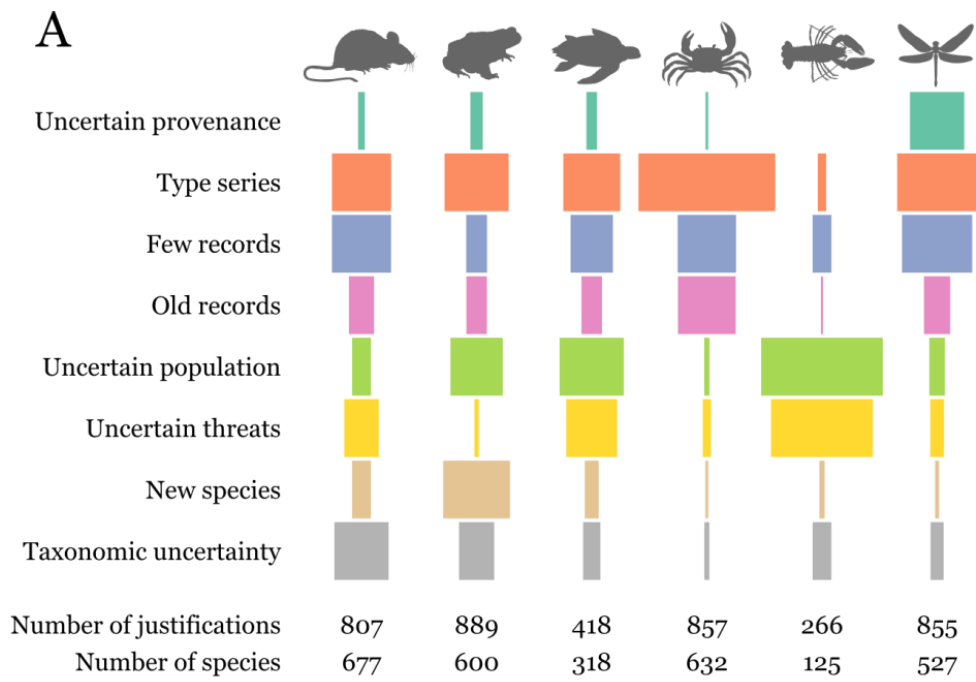 A
Uncertain provenance
Type series
Few records
Old records
Uncertain population
Uncertain threats
New species
Taxonomic uncertainty
Number of justifications 807 889 418 857 266 855
Number of species 677 600 318 632 125 527